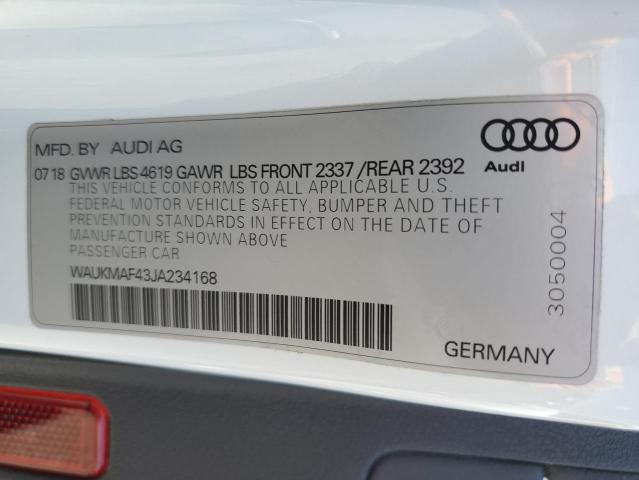 MFD. BY AUDI AG
Audi
07 18 GVWR LBS 4619 GAWR LBS FRONT 2337 / REAR 2392
THIS VEHICLE CONFORMS TO ALL APPLICABLE U.S.
FEDERAL MOTOR VEHICLE SAFETY, BUMPER AND THEFT
PREVENTION STANDARDS IN EFFECT ON THE DATE OF
MANUFACTURE SHOWN ABOVE
PASSENGER CAR
WAUKMAF43JA234168
3050004
GERMANY